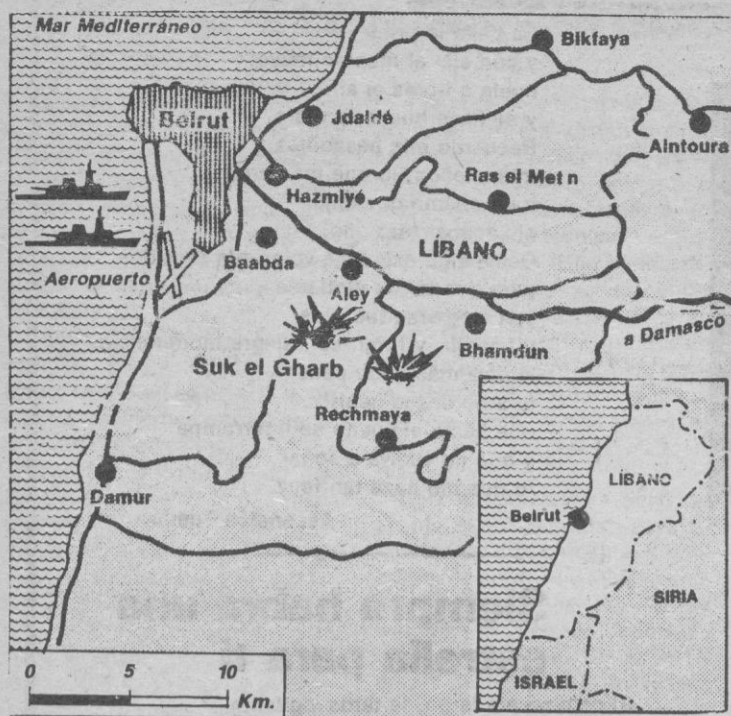 Mar Mediterráneo
Bikfaya
Beirut
Jdaldé
Aintoura
Hazmiyé
Ras el Met n
LÍBANO
Baabda
Aeropuerto
Aley
a Damasco
Bhamdun
Suk el Gharb
Rechmaya
Damur
LÍBANO
Beirut
SIRIA
ISRAEL
0 5 10
Km.